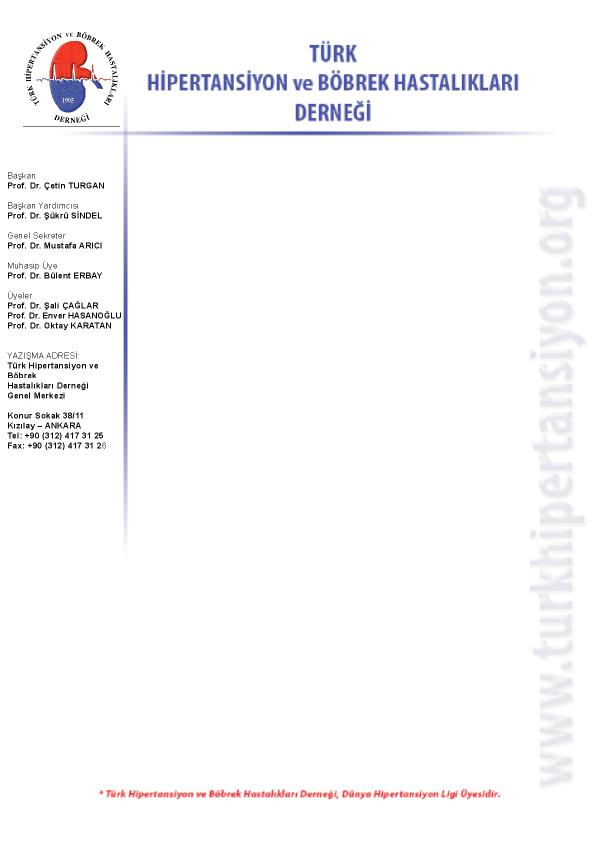 TÜRK HİPERTANSİYON VE BÖBREK HASTALIKLARI
1995
DERNEĞİ
TÜRK
HİPERTANSİYON ve BÖBREK HASTALIKLARI
DERNEĞİ
Başkan
Prof. Dr. Çetin TURGAN
Başkan Yardımcısı
Prof. Dr. Şükrü SİNDEL
Genel Sekreter
Prof. Dr. Mustafa ARICI
Muhasip Üye
Prof. Dr. Bülent ERBAY
Üyeler
Prof. Dr. Şali ÇAĞLAR
Prof. Dr. Enver HASANOĞLU
Prof. Dr. Oktay KARATAN
YAZIŞMA ADRESİ:
Türk Hipertansiyon ve
Böbrek
Hastalıkları Derneği
Genel Merkezi
Konur Sokak 38/11
Kızılay – ANKARA
Tel: +90 (312) 417 31 25
Fax: +90 (312) 417 31 26
www.turkhipertansiyon.org
* Türk Hipertansiyon ve Böbrek Hastalıkları Derneği, Dünya Hipertansiyon Ligi Üyesidir.